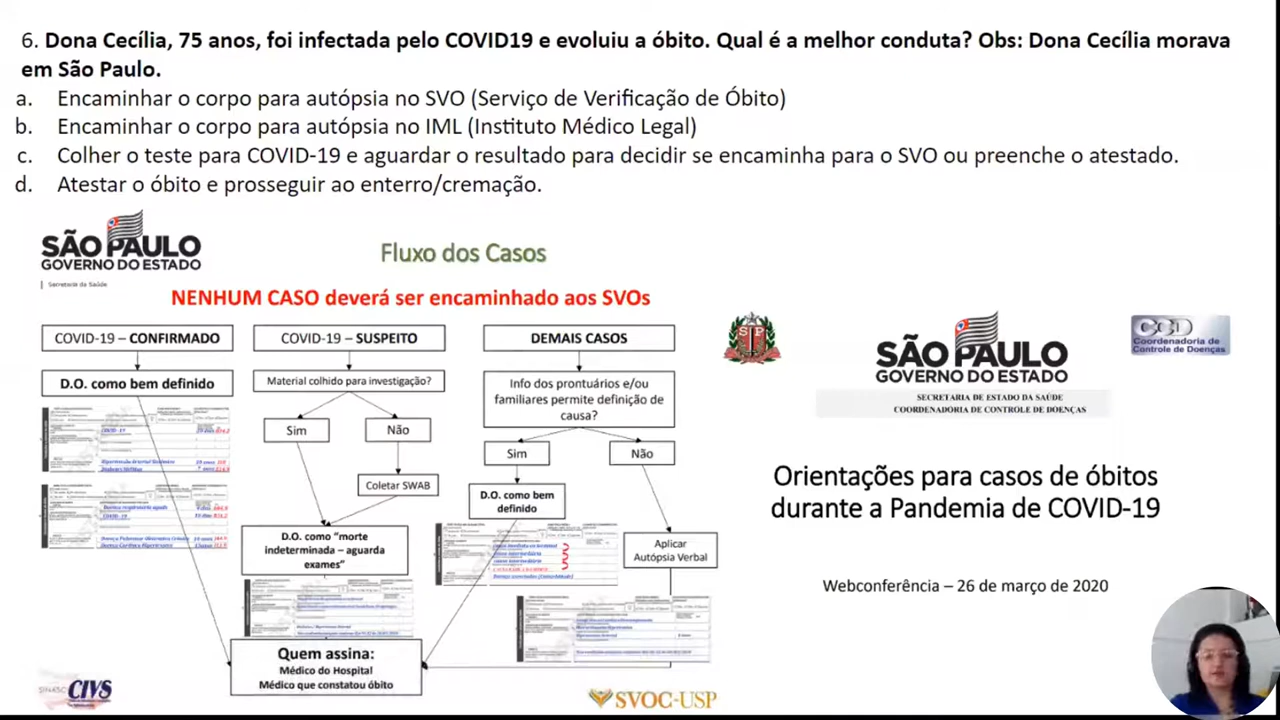 6. Dona Cecília, 75 anos, foi infectada pelo COVID19 e evoluiu a óbito. Qual é a melhor conduta? Obs: Dona Cecília morava
em São Paulo.
a. Encaminhar o corpo para autópsia no SVO (Serviço de Verificação de Óbito)
b. Encaminhar o corpo para autópsia no IML (Instituto Médico Legal)
c. Colher o teste para COVID-19 e aguardar o resultado para decidir se encaminha para o SVO ou preenche o atestado.
d. Atestar o óbito e prosseguir ao enterro/cremação.
SÃO PAULO
GOVERNO DO ESTADO
Secretaria da Saúde
Fluxo dos Casos
NENHUM CASO deverá ser encaminhado aos SVOs
COVID-19 – CONFIRMADO
D.O. como bem definido
COVID-19 – SUSPEITO
Material colhido para investigação?
Sim
Não
Coletar SWAB
D.O. como “morte
indeterminada – aguarda
exames”
DEMAIS CASOS
Info dos prontuários e/ou
familiares permite definição de
causa?
Sim
Não
D.O. como bem
definido
Aplicar
Autópsia Verbal
Quem assina:
Médico do Hospital
Médico que constatou óbito
CIVS
SVOC-USP
SP
SÃO PAULO
GOVERNO DO ESTADO
SECRETARIA DE ESTADO DA SAÚDE
COORDENADORIA DE CONTROLE DE DOENÇAS
CCD
Coordenadoria de
Controle de Doenças
Orientações para casos de óbitos
durante a Pandemia de COVID-19
Webconferência – 26 de março de 2020